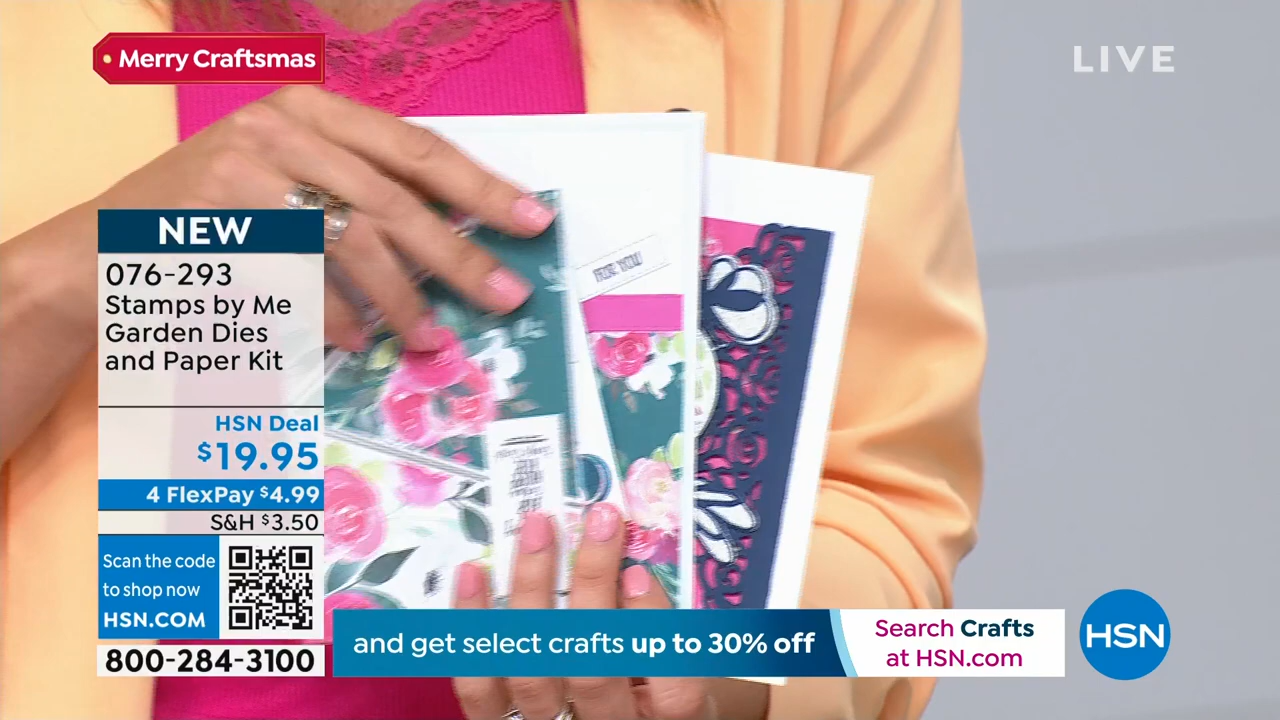 Merry Craftsmas
LIVE
NEW
076-293
Stamps by Me
Garden Dies
and Paper Kit
HSN Deal
$19.95
4 FlexPay $4.99
S&H $3.50
Scan the code
to shop now
HSN.COM
800-284-3100
FOR YOU
and get select crafts up to 30% off
Search Crafts
at HSN.com
HSN